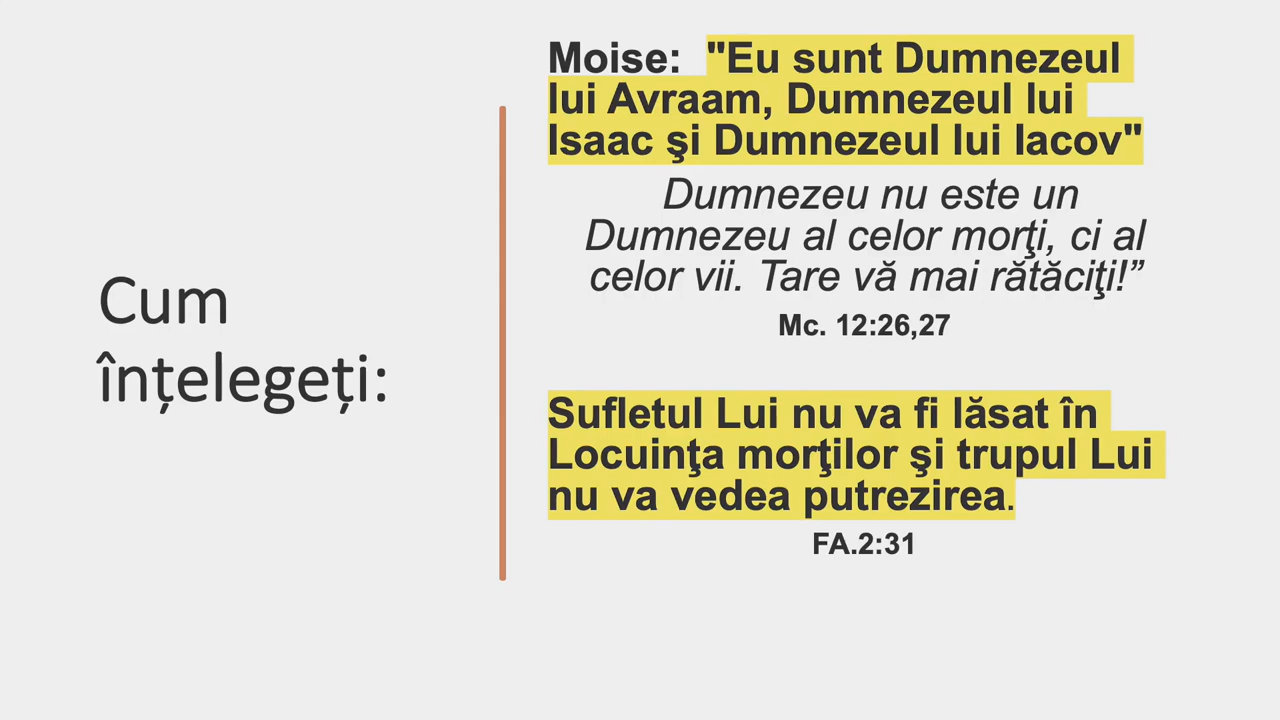 Cum
înțelegeți:
Moise: "Eu sunt Dumnezeul
lui Avraam, Dumnezeul lui
Isaac şi Dumnezeul lui Iacov"
Dumnezeu nu este un
Dumnezeu al celor morţi, ci al
celor vii. Tare vă mai rătăciţi!”
Mc. 12:26,27
Sufletul Lui nu va fi lăsat în
Locuinţa morţilor şi trupul Lui
nu va vedea putrezirea.
FA.2:31